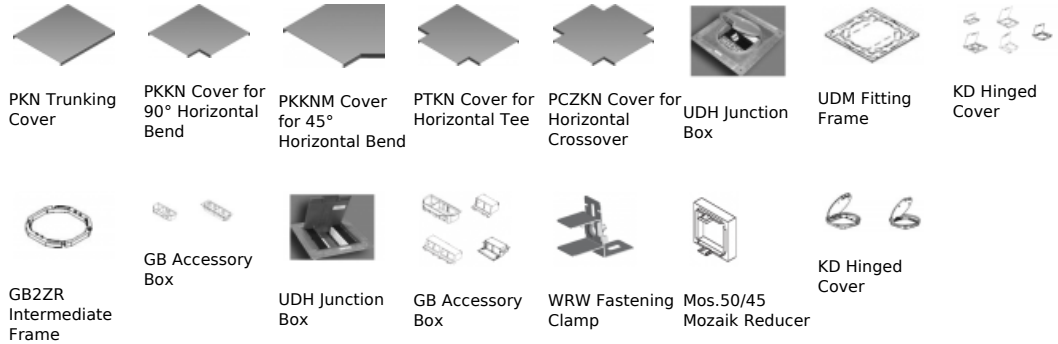 PKN Trunking
Cover
PKKN Cover for
90° Horizontal
Bend
PKKNM Cover
for 45°
Horizontal Bend
PTKN Cover for
Horizontal Tee
PCZKN Cover for
Horizontal
Crossover
UDH Junction
Box
UDM Fitting
Frame
KD Hinged
Cover
GB2ZR
Intermediate
Frame
GB Accessory
Box
UDH Junction
Box
GB Accessory
Box
WRW Fastening
Clamp
Mos.50/45
Mozaik Reducer
KD Hinged
Cover